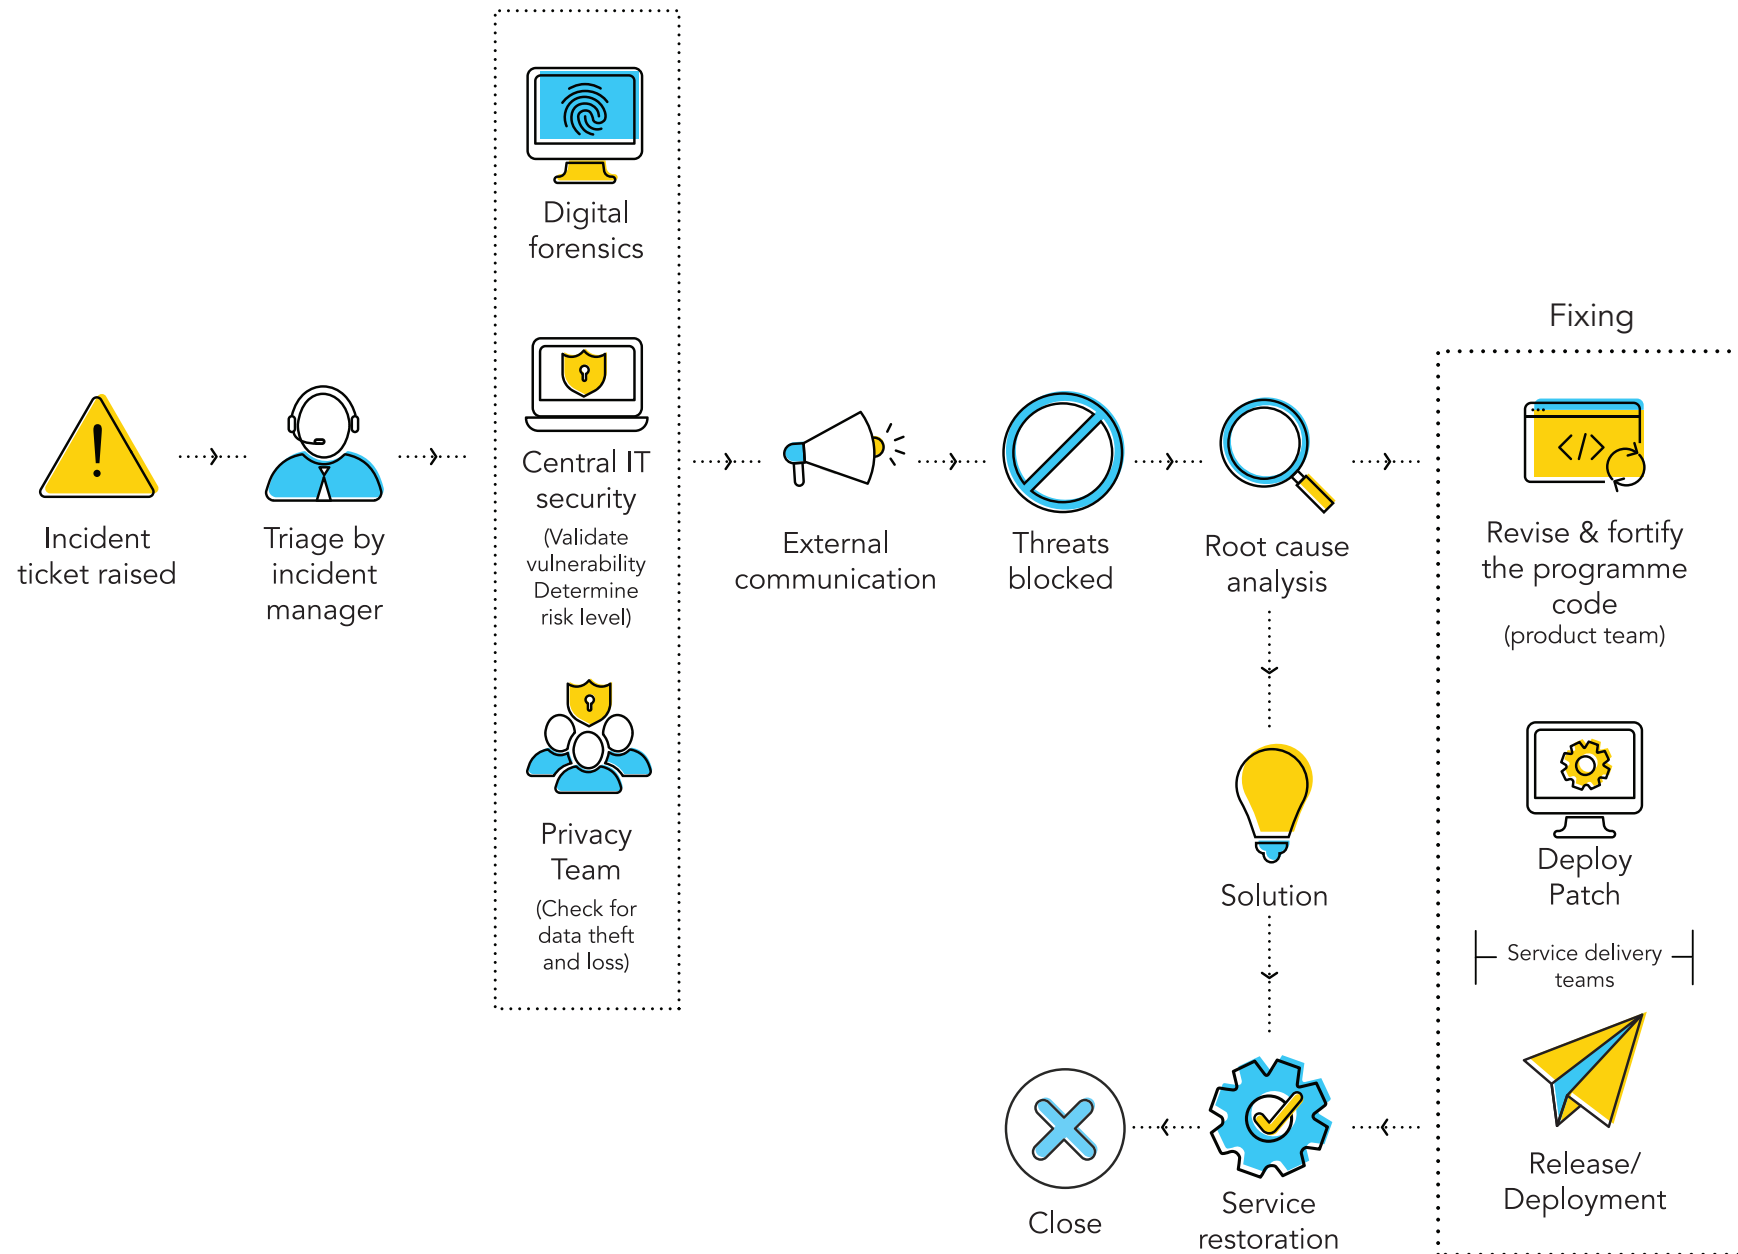 Incident
ticket raised
Triage by
incident
manager
Digital
forensics
Central IT
security
(Validate
vulnerability
Determine
risk level)
Privacy
Team
(Check for
data theft
and loss)
External
communication
Threats
blocked
Root cause
analysis
Solution
Fixing
Revise & fortify
the programme
code
(product team)
Deploy
Patch
Service delivery
teams
Release/
Deployment
Service
restoration
Close